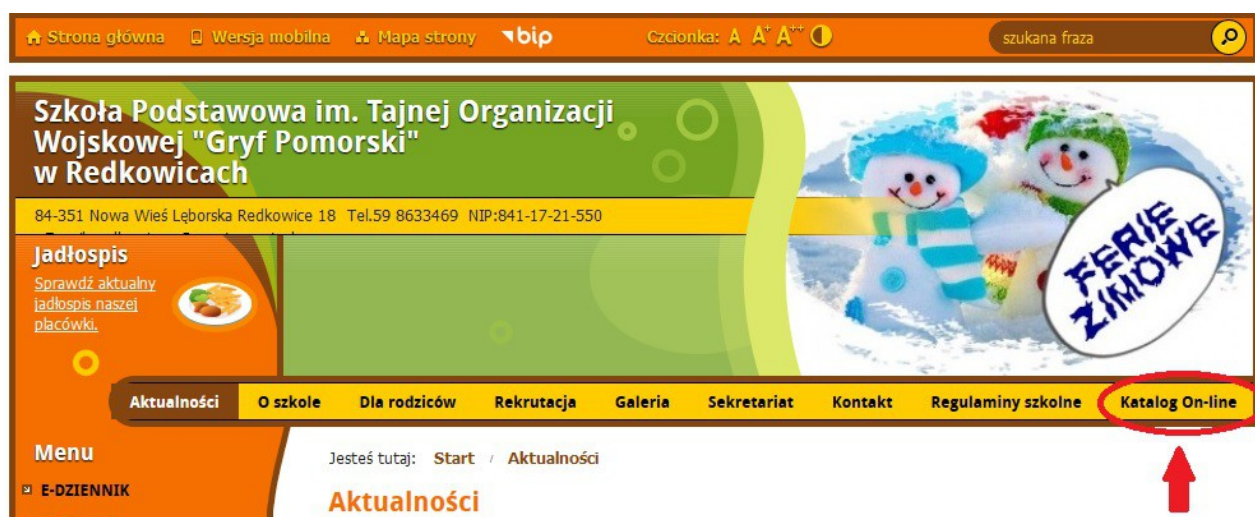 Strona główna Wersja mobilna Mapa strony bip Czcionka: A A+ A++ szukana fraza
Szkoła Podstawowa im. Tajnej Organizacji
Wojskowej "Gryf Pomorski"
w Redkowicach
84-351 Nowa Wieś Lęborska Redkowice 18 Tel.59 8633469 NIP:841-17-21-550
Jadłospis
Sprawdź aktualny
jadłospis naszej
placówki.
FERIE
ZIMOWE
Aktualności O szkole Dla rodziców Rekrutacja Galeria Sekretariat Kontakt Regulaminy szkolne Katalog On-line
Menu
E-DZIENNIK
Jesteś tutaj: Start / Aktualności
Aktualności